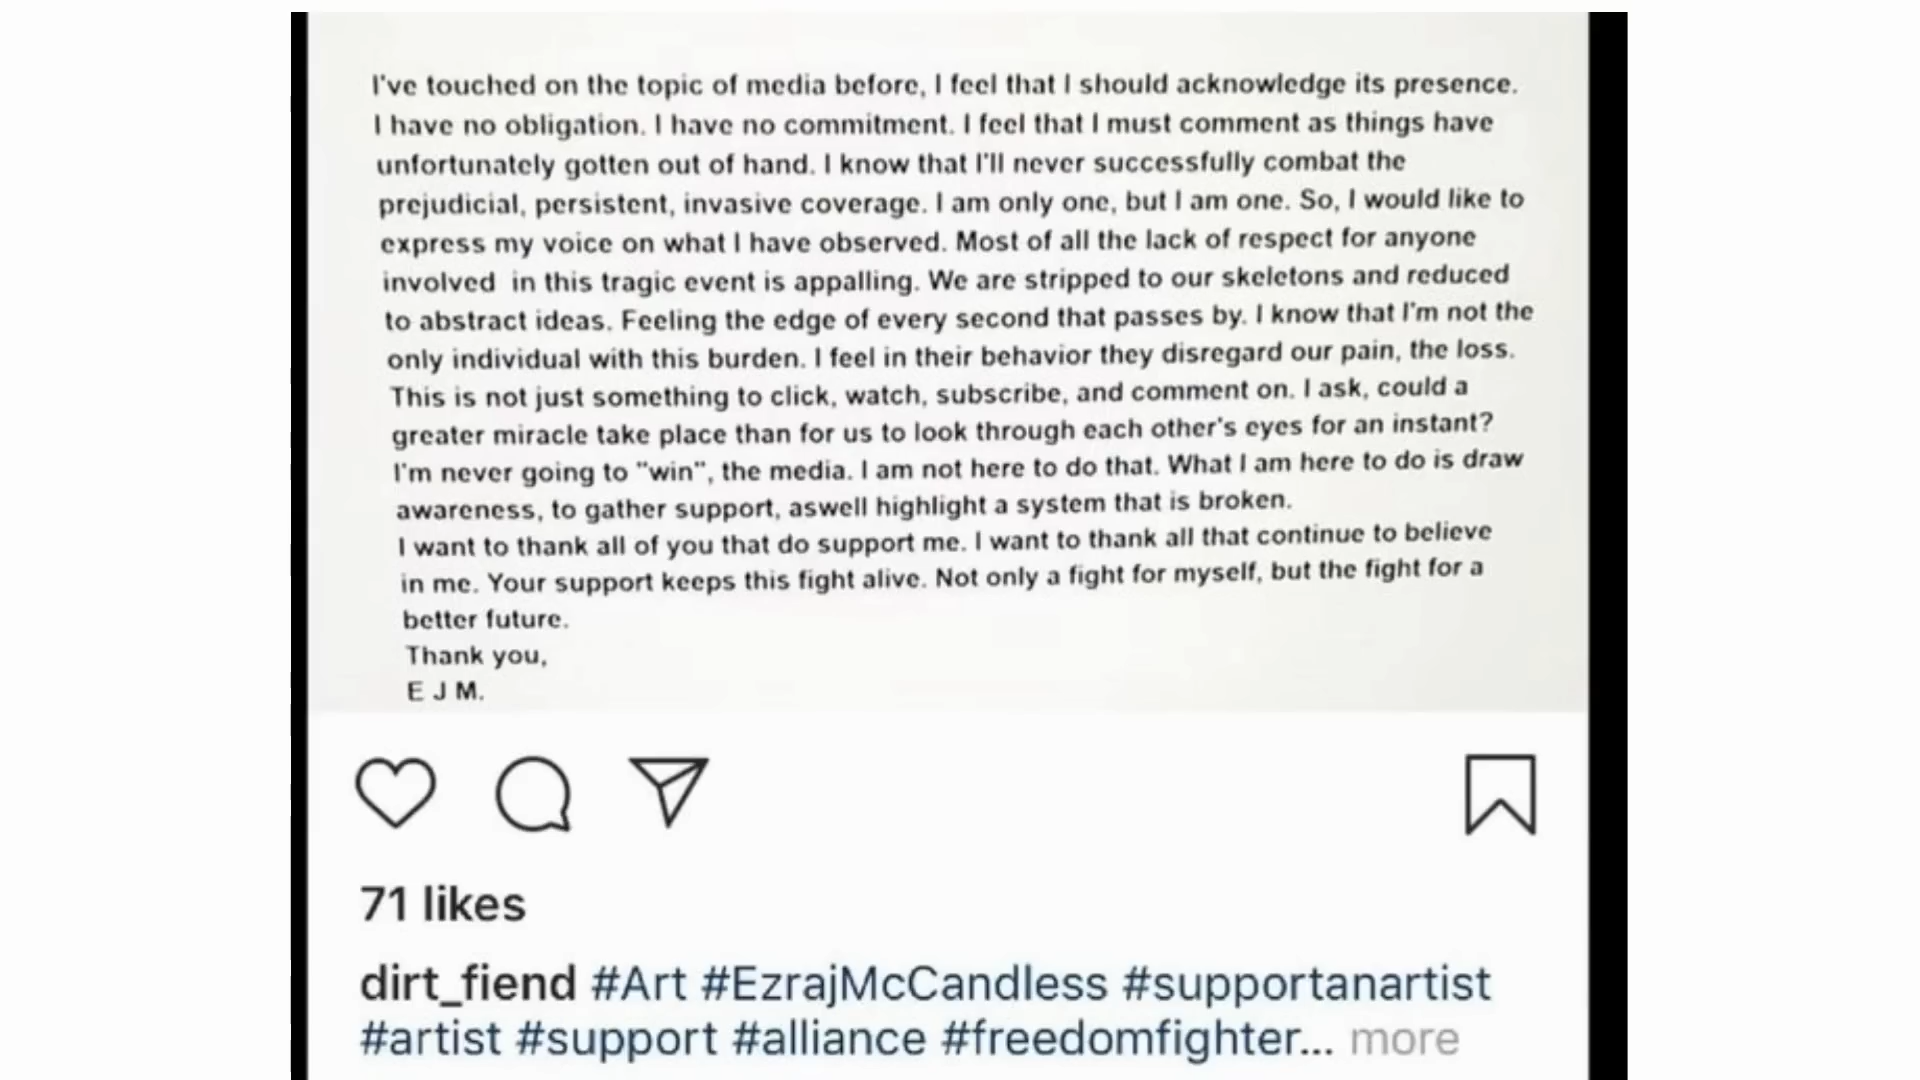 I've touched on the topic of media before, I feel that I should acknowledge its presence.
I have no obligation. I have no commitment. I feel that I must comment as things have
unfortunately gotten out of hand. I know that I'll never successfully combat the
prejudicial, persistent, invasive coverage. I am only one, but I am one. So, I would like to
express my voice on what I have observed. Most of all the lack of respect for anyone
involved in this tragic event is appalling. We are stripped to our skeletons and reduced
to abstract ideas. Feeling the edge of every second that passes by. I know that I'm not the
only individual with this burden. I feel in their behavior they disregard our pain, the loss.
This is not just something to click, watch, subscribe, and comment on. I ask, could a
greater miracle take place than for us to look through each other's eyes for an instant?
I'm never going to "win", the media. I am not here to do that. What I am here to do is draw
awareness, to gather support, aswell highlight a system that is broken.
I want to thank all of you that do support me. I want to thank all that continue to believe
in me. Your support keeps this fight alive. Not only a fight for myself, but the fight for a
better future.
Thank you,
E J M.
71 likes
dirt_fiend #Art #EzrajMcCandless #supportanartist
#artist #support #alliance #freedomfighter... more